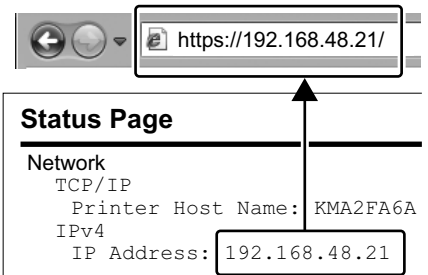 https://192.168.48.21/
Status Page
Network
TCP/IP
Printer Host Name: KMA2FA6A
IPv4
IP Address: 192.168.48.21